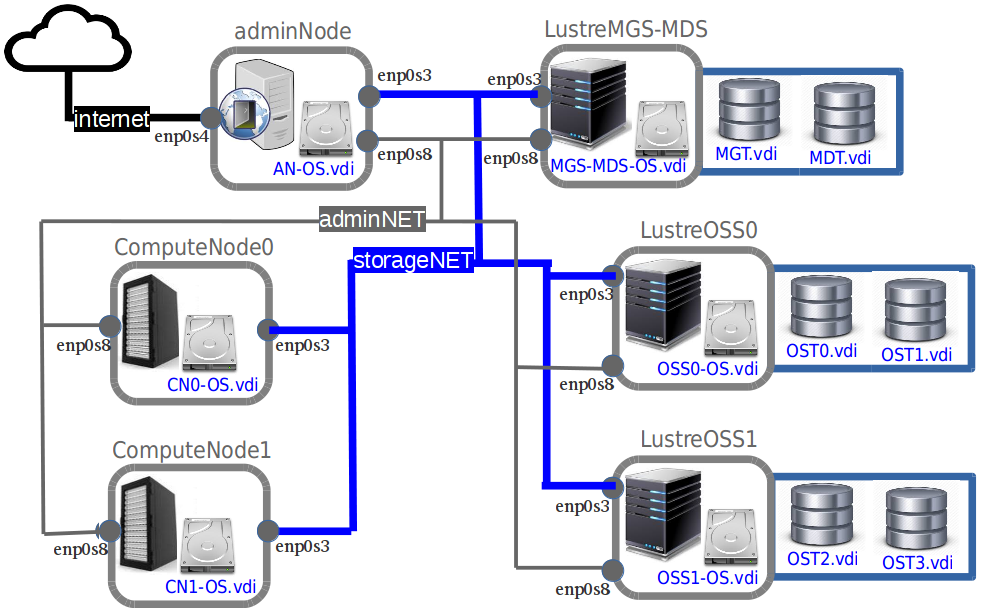 adminNode
LustreMGS-MDS
enp0s3
enp0s3
internet
enp0s4
enp0s8
enp0s8
AN-OS.vdi
MGS-MDS-OS.vdi
MGT.vdi
MDT.vdi
adminNET
storageNET
ComputeNode0
enp0s8
enp0s3
CN0-OS.vdi
LustreOSS0
enp0s3
enp0s8
OSS0-OS.vdi
OST0.vdi
OST1.vdi
ComputeNode1
enp0s8
enp0s3
CN1-OS.vdi
LustreOSS1
enp0s3
enp0s8
OSS1-OS.vdi
OST2.vdi
OST3.vdi